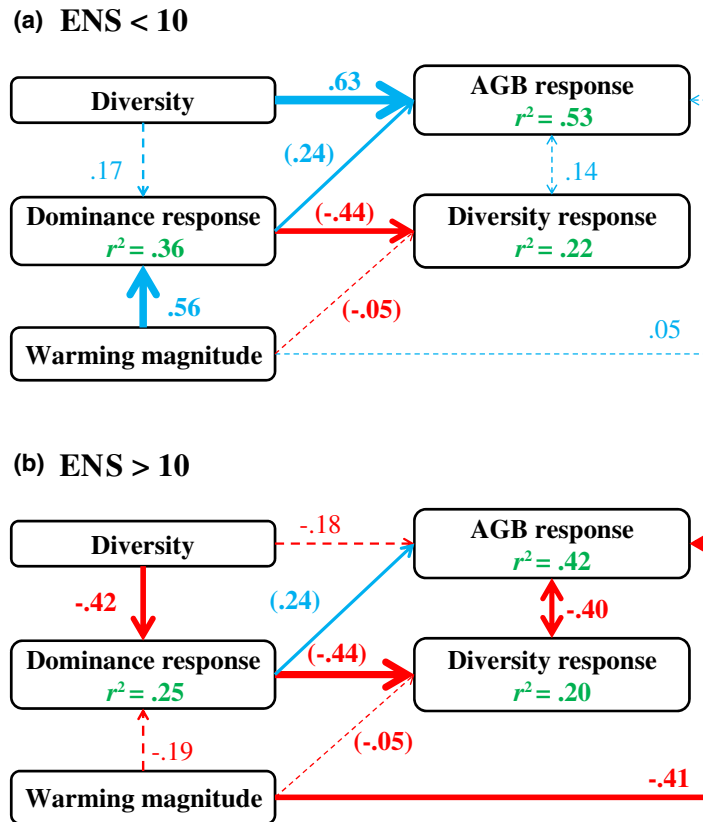 (a) ENS < 10
Diversity
.63
AGB response
r² = .53
.17
(.24)
.14
Dominance response
r² = .36
(-.44)
Diversity response
r² = .22
.56
(-.05)
Warming magnitude
.05
(b) ENS > 10
Diversity
-.18
AGB response
r² = .42
-.42
(.24)
-.40
Dominance response
r² = .25
(-.44)
Diversity response
r² = .20
-.19
(-.05)
Warming magnitude
-.41